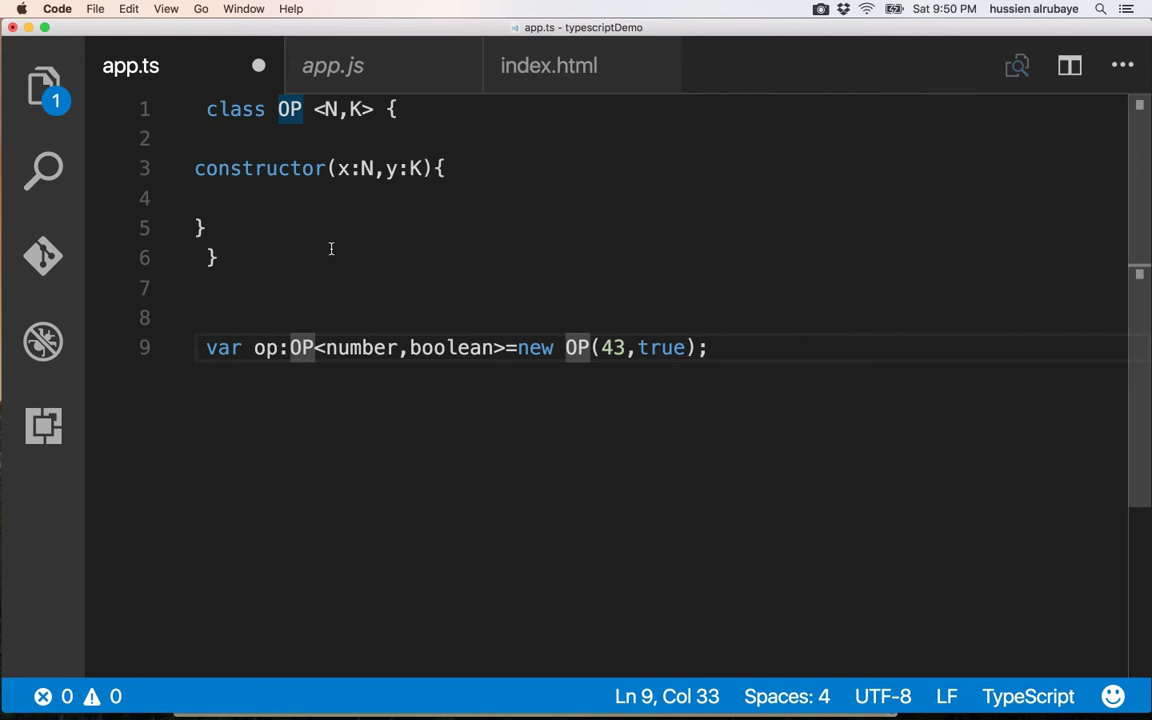 Code File Edit View Go Window Help Sat 9:50 PM hussien alrubaye
app.ts - typescriptDemo
app.ts app.js index.html
1
1 class OP <N,K> {
2
3 constructor(x:N,y:K){
4
5 }
6 }
7
8
9 var op:OP<number,boolean>=new OP(43,true);
0 0 Ln 9, Col 33 Spaces: 4 UTF-8 LF TypeScript